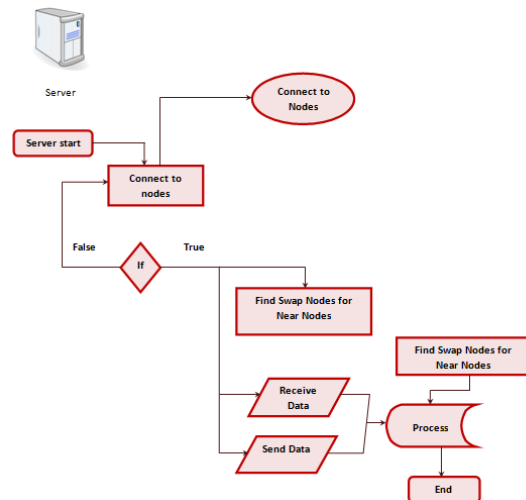 Server
Connect to
Nodes
Server start
Connect to
nodes
False
True
If
Find Swap Nodes for
Near Nodes
Find Swap Nodes for
Near Nodes
Receive
Data
Process
Send Data
End